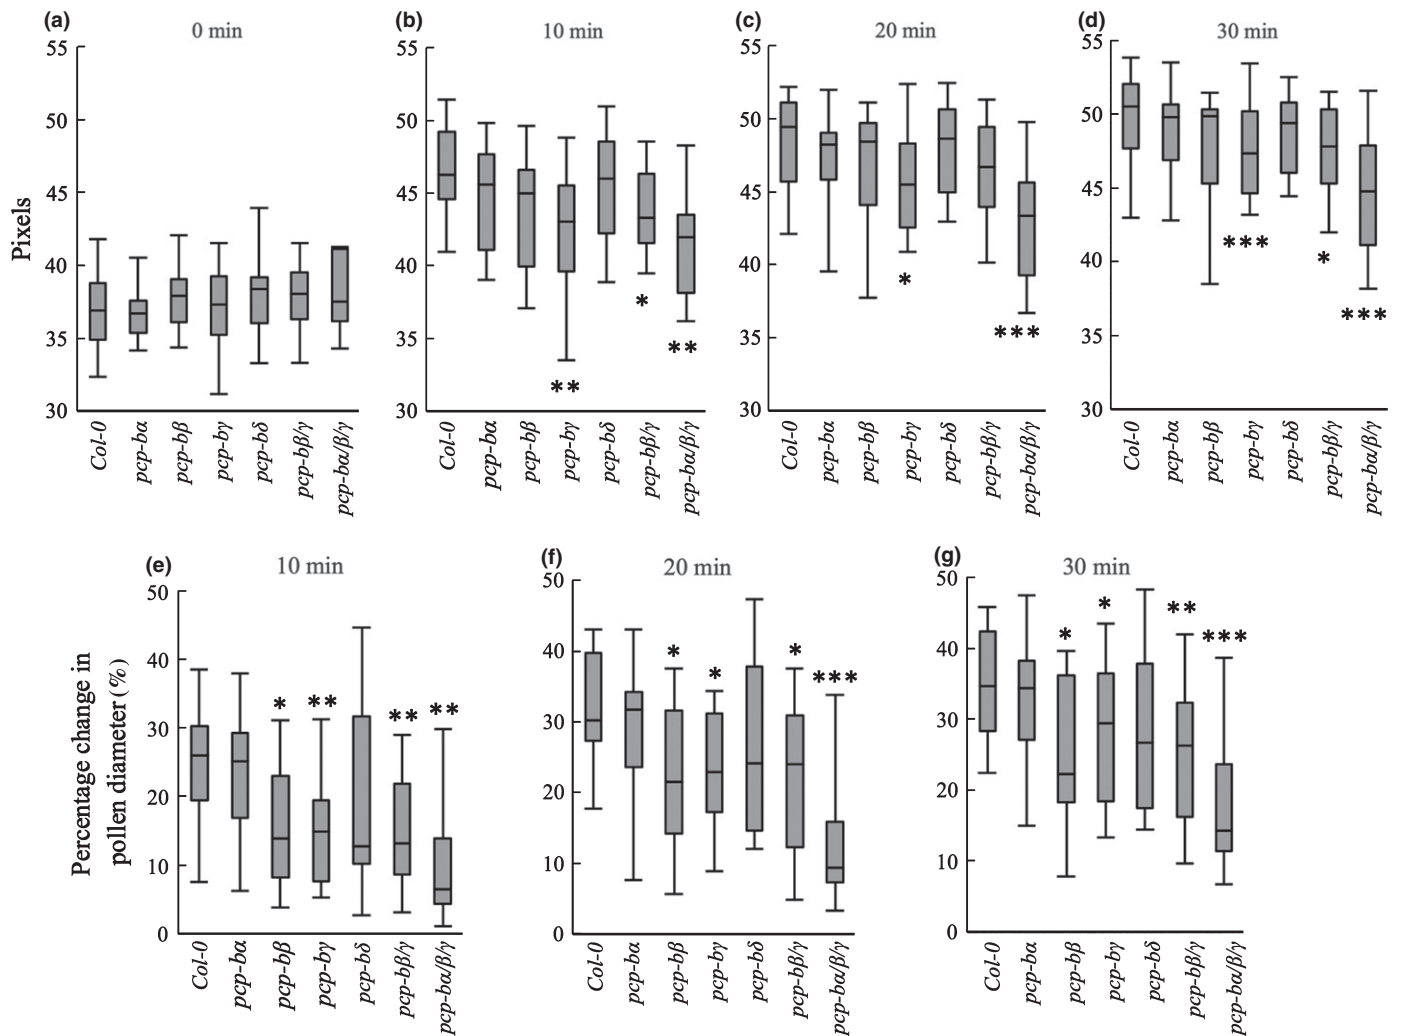 (a) 0 min
(b) 10 min
(c) 20 min
(d) 30 min
Pixels
55
50
45
40
35
30
Col-0
pcp-bα
pcp-bβ
pcp-bγ
pcp-bδ
pcp-bβ/γ
pcp-bα/β/γ
55
50
45
40
35
30
*
**
**
Col-0
pcp-bα
pcp-bβ
pcp-bγ
pcp-bδ
pcp-bβ/γ
pcp-bα/β/γ
55
50
45
40
35
30
*
***
Col-0
pcp-bα
pcp-bβ
pcp-bγ
pcp-bδ
pcp-bβ/γ
pcp-bα/β/γ
55
50
45
40
35
30
***
*
***
Col-0
pcp-bα
pcp-bβ
pcp-bγ
pcp-bδ
pcp-bβ/γ
pcp-bα/β/γ
(e) 10 min
(f) 20 min
(g) 30 min
Percentage change in
pollen diameter (%)
50
40
30
20
10
0
*
**
**
**
Col-0
pcp-bα
pcp-bβ
pcp-bγ
pcp-bδ
pcp-bβ/γ
pcp-bα/β/γ
50
40
30
20
10
0
*
*
*
***
Col-0
pcp-bα
pcp-bβ
pcp-bγ
pcp-bδ
pcp-bβ/γ
pcp-bα/β/γ
50
40
30
20
10
0
*
*
**
***
Col-0
pcp-bα
pcp-bβ
pcp-bγ
pcp-bδ
pcp-bβ/γ
pcp-bα/β/γ